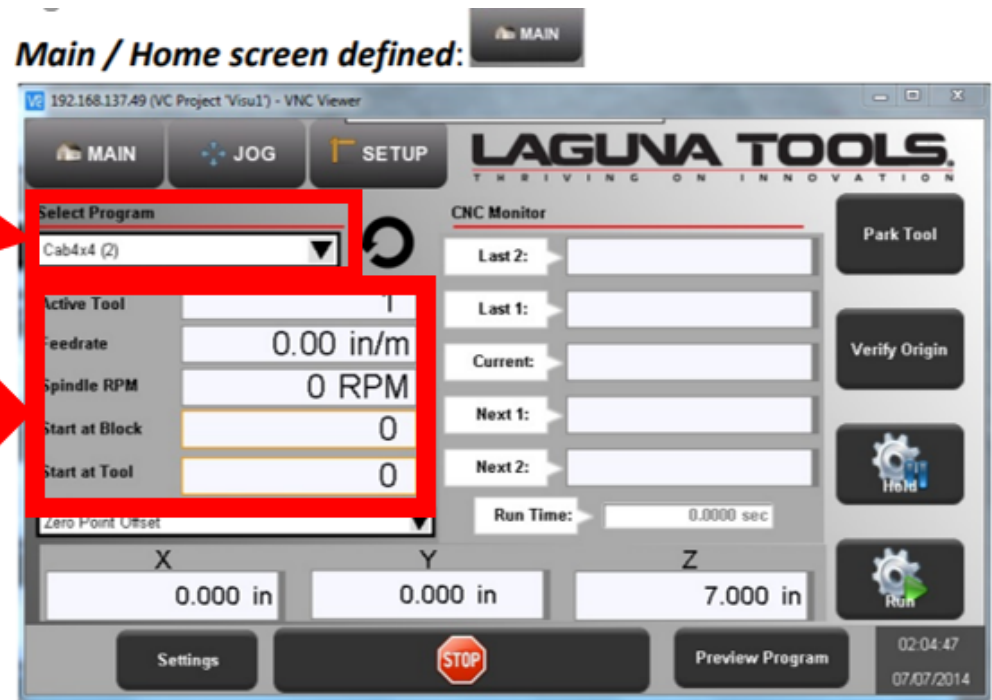 Main / Home screen defined: MAIN
192.168.137.49 (VC Project 'Visu1') - VNC Viewer
MAIN JOG SETUP LAGUNA TOOLS.
THRIVING ON INNOVATION
Select Program
Cab4x4 (2)
Active Tool 1
Feedrate 0.00 in/m
Spindle RPM 0 RPM
Start at Block 0
Start at Tool 0
Zero Point Offset
CNC Monitor
Last 2:
Last 1:
Current:
Next 1:
Next 2:
Run Time: 0.0000 sec
Park Tool
Verify Origin
Hold
Run
X Y Z
0.000 in 0.000 in 7.000 in
Settings STOP Preview Program
02:04:47
07/07/2014